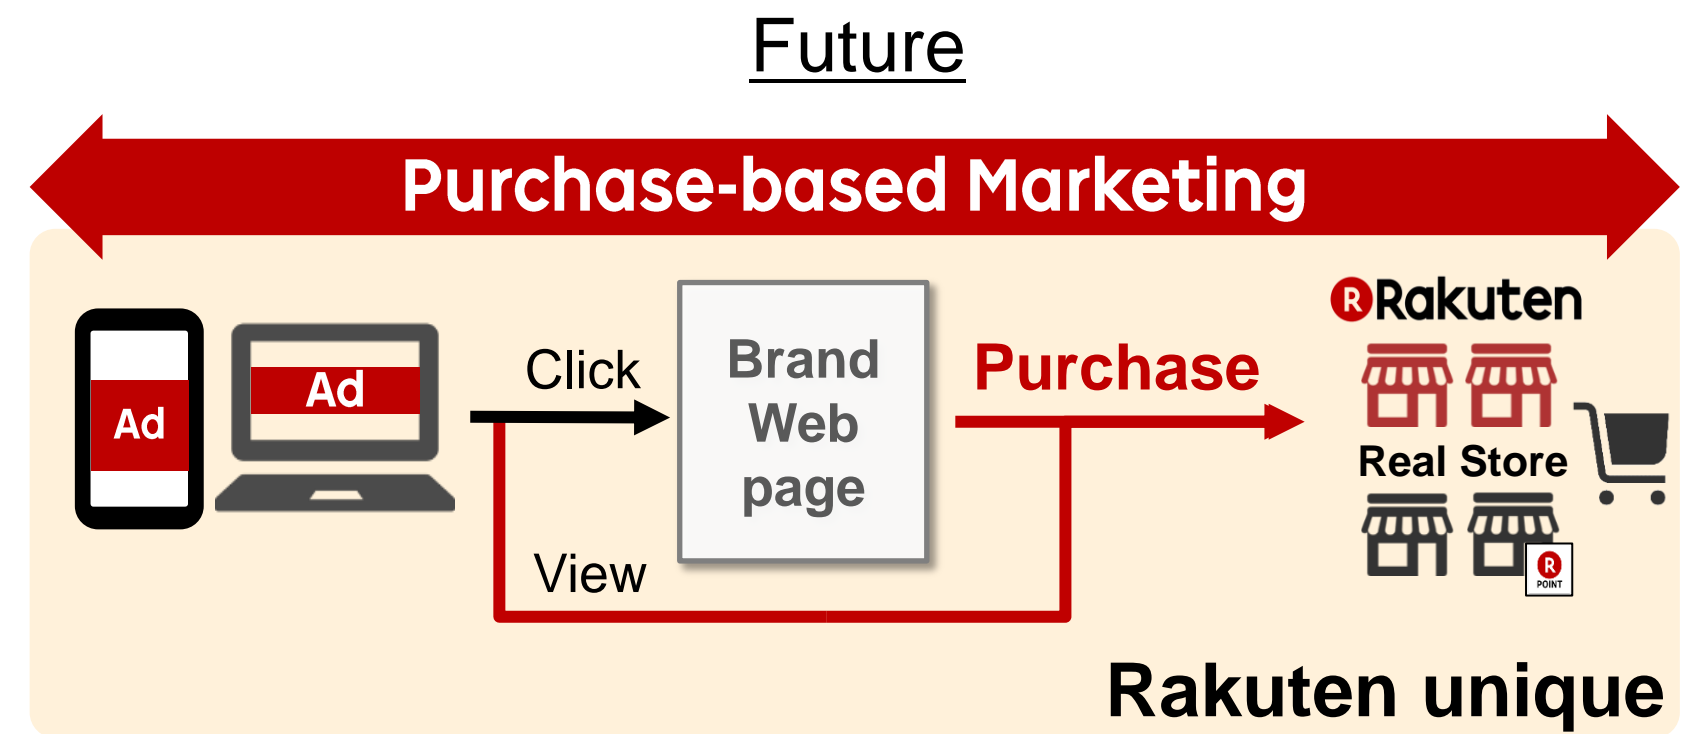 Future
Purchase-based Marketing
Ad
Ad
Click
View
Brand
Web
page
Purchase
R Rakuten
Real Store
R
POINT
Rakuten unique